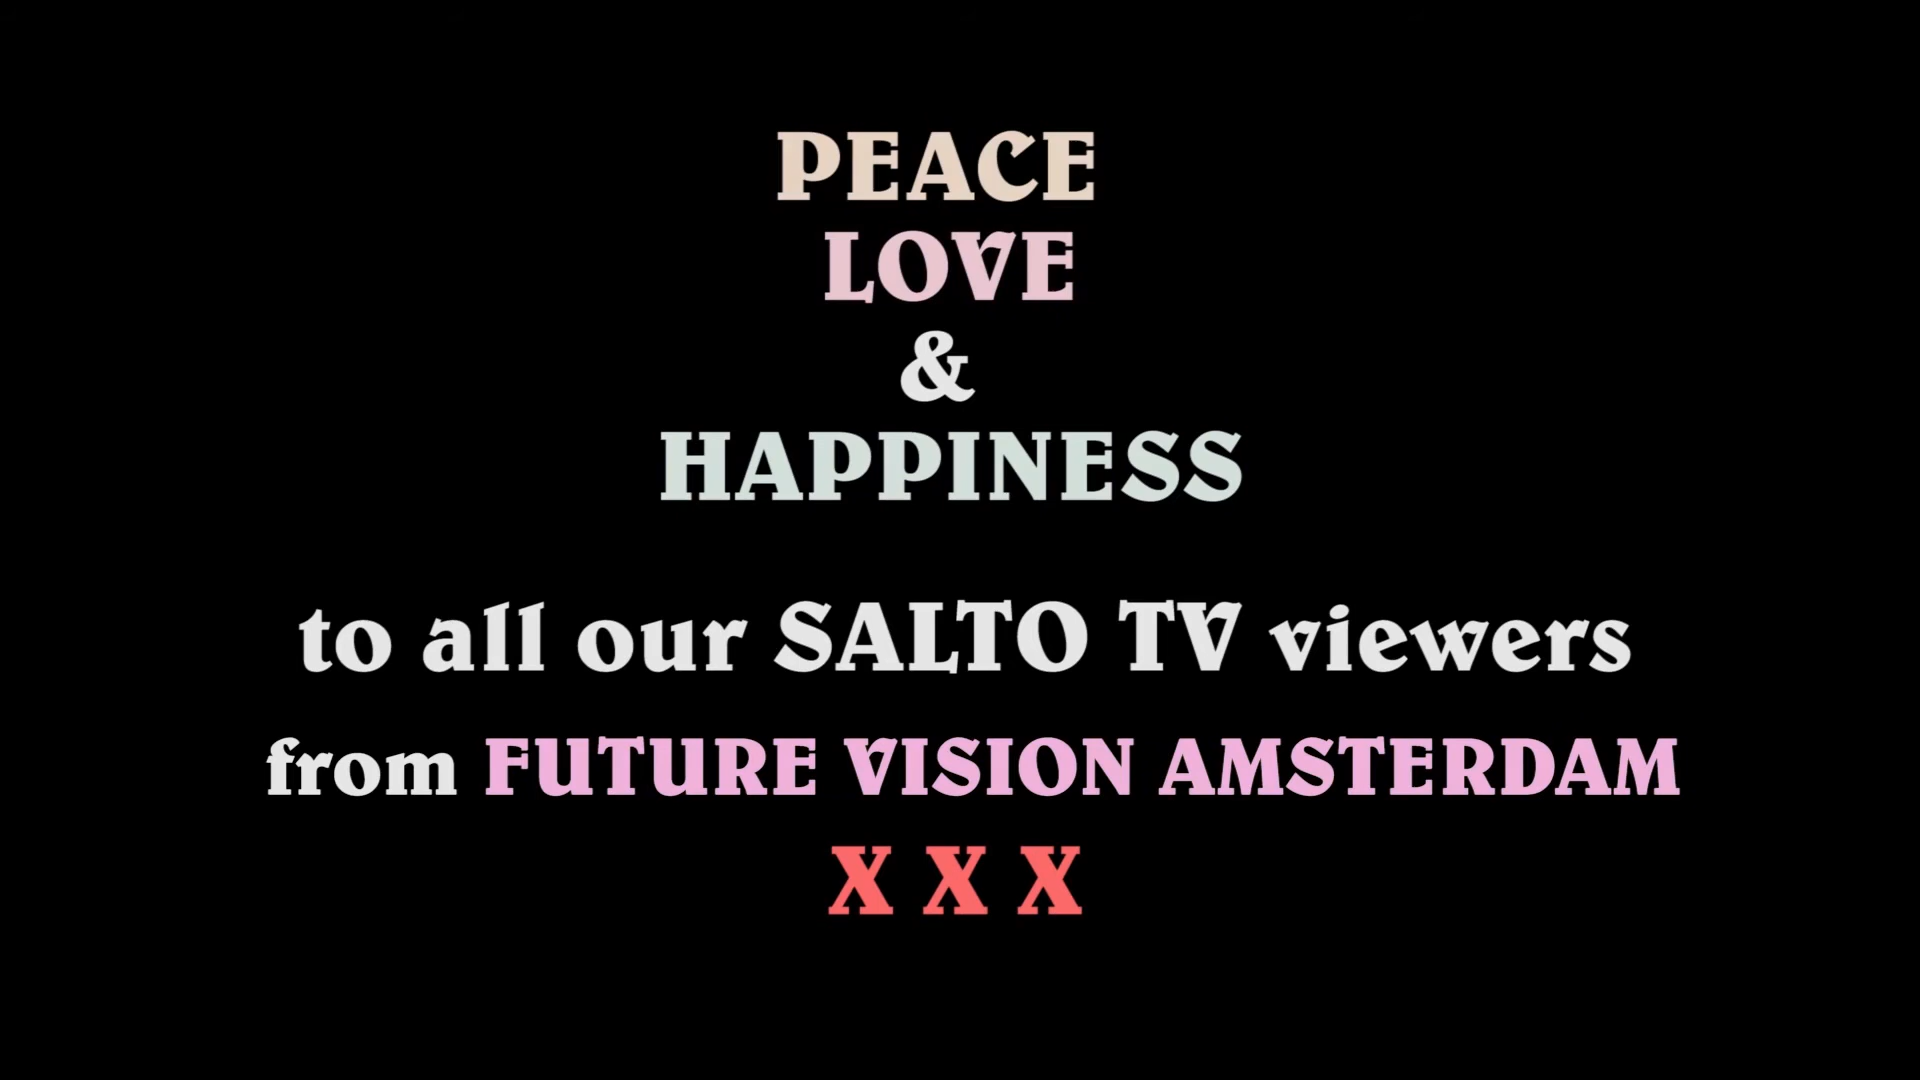 PEACE
LOVE
&
HAPPINESS
to all our SALTO TV viewers
from FUTURE VISION AMSTERDAM
X X X